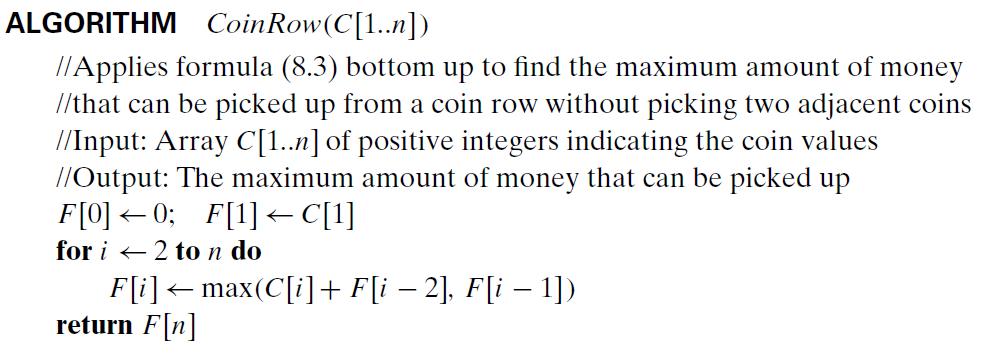 ALGORITHM CoinRow(C[1..n])
//Applies formula (8.3) bottom up to find the maximum amount of money
//that can be picked up from a coin row without picking two adjacent coins
//Input: Array C[1..n] of positive integers indicating the coin values
//Output: The maximum amount of money that can be picked up
F[0] ← 0; F[1] ← C[1]
for i ← 2 to n do
F[i] ← max(C[i] + F[i − 2], F[i − 1])
return F[n]